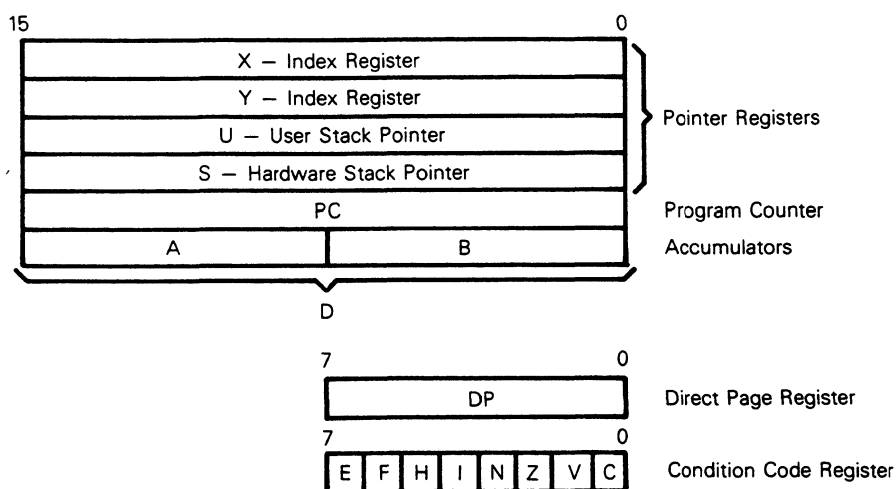 15 0
X – Index Register
Y – Index Register
U – User Stack Pointer
S – Hardware Stack Pointer
Pointer Registers
PC Program Counter
A B Accumulators
D
7 0
DP Direct Page Register
7 0
E F H I N Z V C Condition Code Register